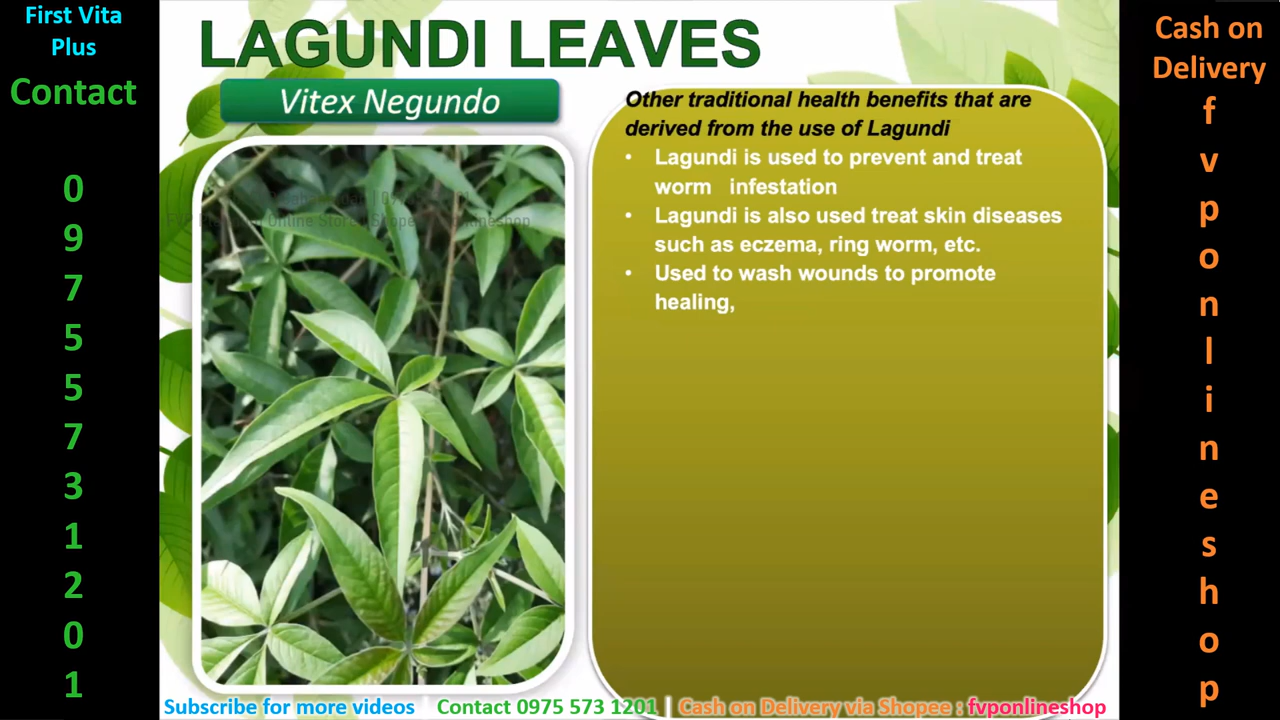 First Vita
Plus
Contact
0
9
7
5
5
7
3
1
2
0
1
LAGUNDI LEAVES
Vitex Negundo
Other traditional health benefits that are
derived from the use of Lagundi
• Lagundi is used to prevent and treat
worm infestation
• Lagundi is also used treat skin diseases
such as eczema, ring worm, etc.
• Used to wash wounds to promote
healing,
Cash on
Delivery
f
v
p
o
n
l
i
n
e
s
h
o
p
Subscribe for more videos Contact 0975 573 1201 | Cash on Delivery via Shopee : fvponlineshop